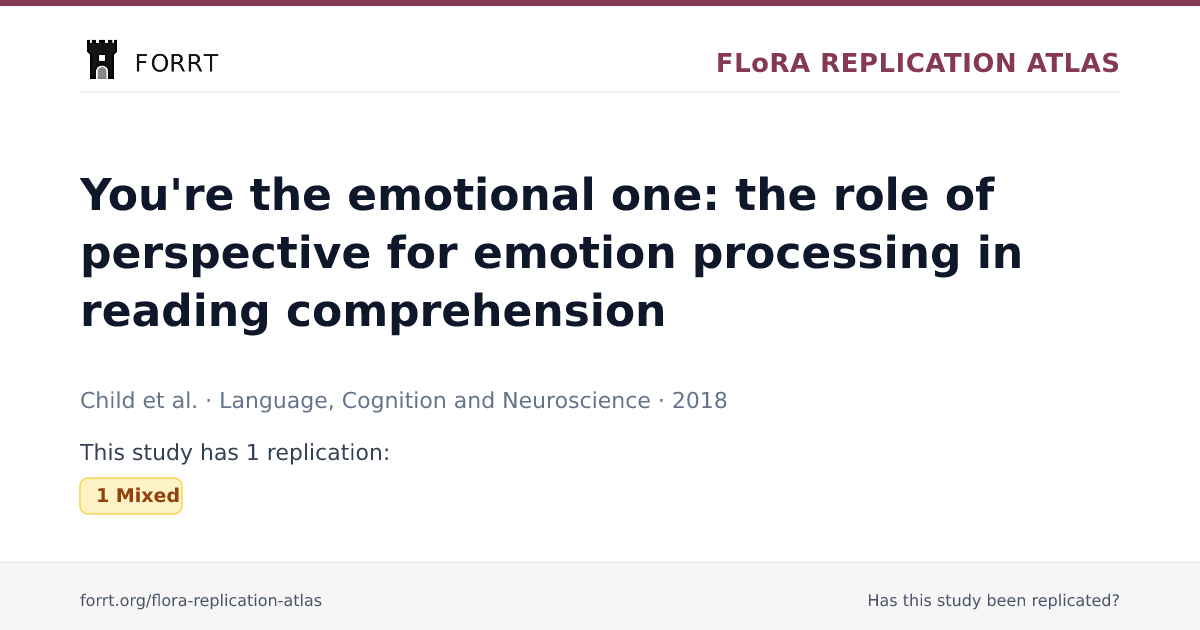 FORRT
FLoRA REPLICATION ATLAS
You're the emotional one: the role of
perspective for emotion processing in
reading comprehension
Child et al. · Language, Cognition and Neuroscience · 2018
This study has 1 replication:
1 Mixed
forrt.org/flora-replication-atlas
Has this study been replicated?